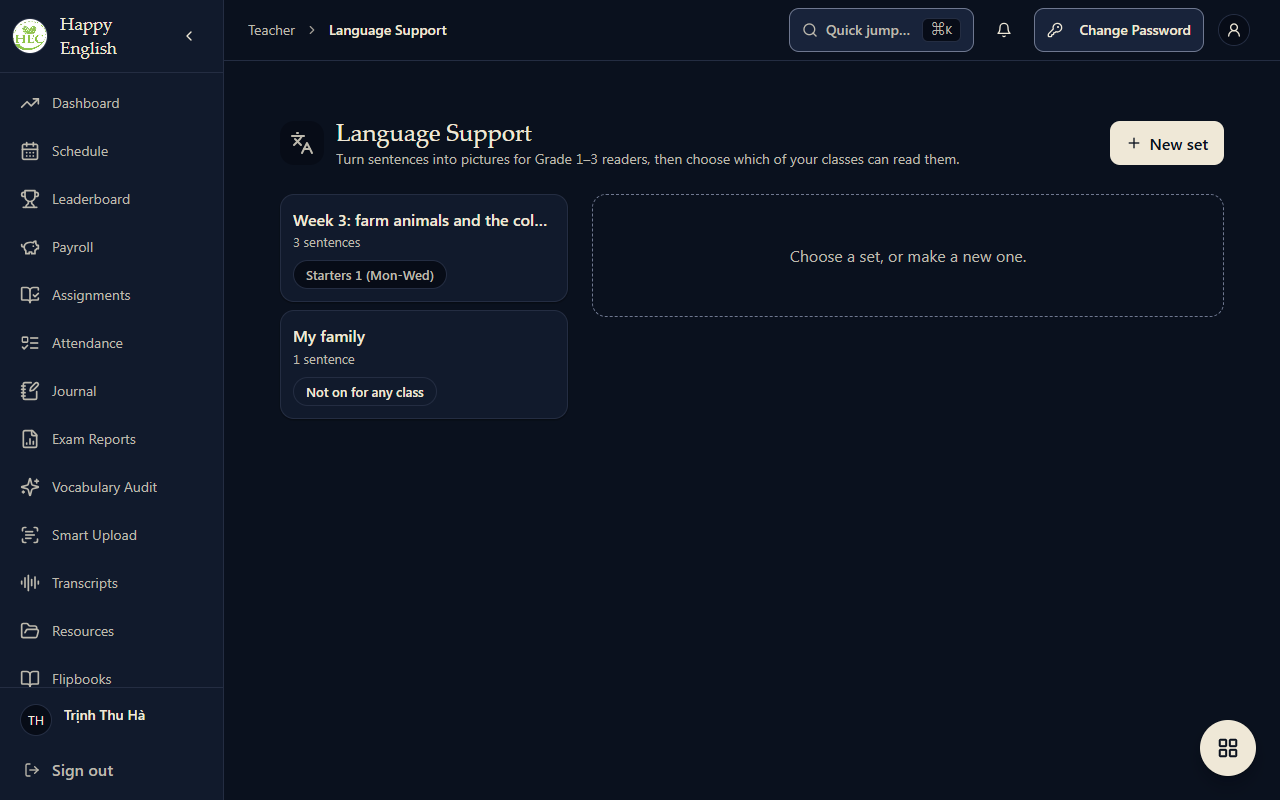 HEC
Happy
English
Teacher > Language Support
Quick jump... ⌘K
Change Password
Dashboard
Schedule
Leaderboard
Payroll
Assignments
Attendance
Journal
Exam Reports
Vocabulary Audit
Smart Upload
Transcripts
Resources
Flipbooks
TH Trịnh Thu Hà
Sign out
Language Support
Turn sentences into pictures for Grade 1–3 readers, then choose which of your classes can read them.
+ New set
Week 3: farm animals and the col...
3 sentences
Starters 1 (Mon-Wed)
My family
1 sentence
Not on for any class
Choose a set, or make a new one.